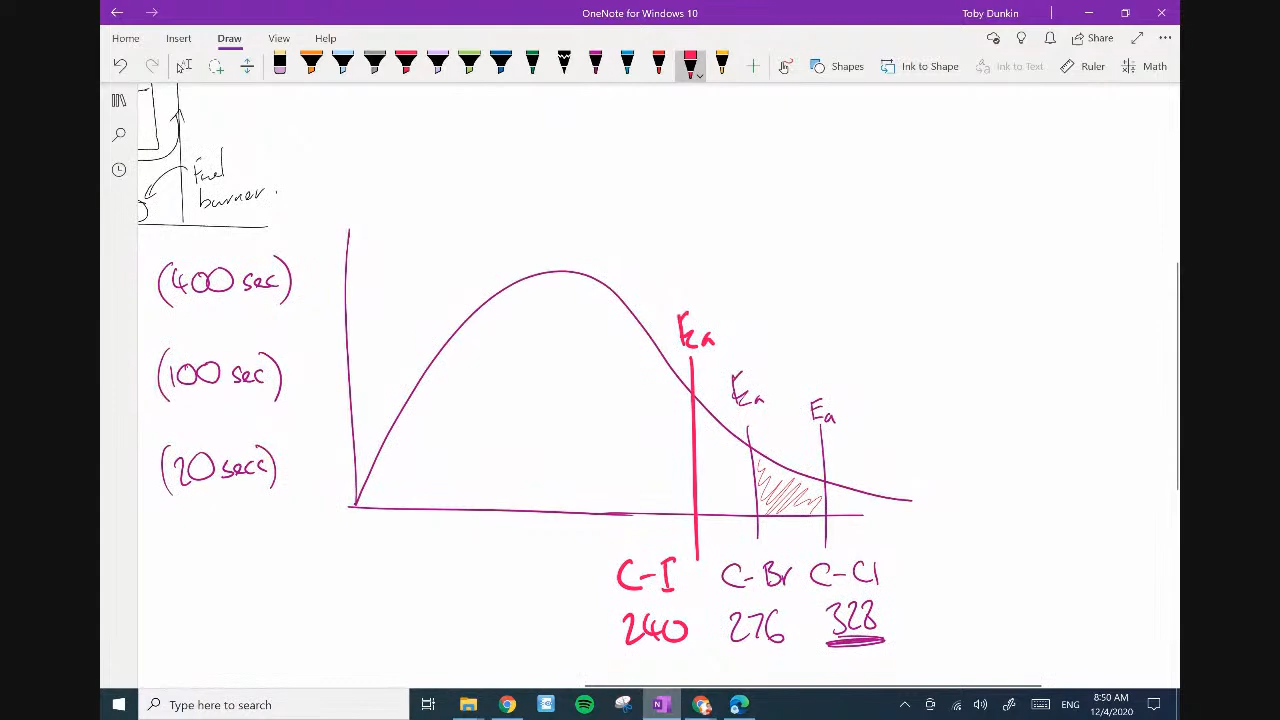 OneNote for Windows 10
Toby Dunkin
Home Insert Draw View Help
Share
Shapes
Ink to Shape
Ink to Text
Ruler
Math
Fuel
burner.
(400 sec)
(100 sec)
(20 secs)
Ea
Ea
Ea
C-I C-Br C-Cl
240 276 328
Type here to search
ENG
8:50 AM
12/4/2020